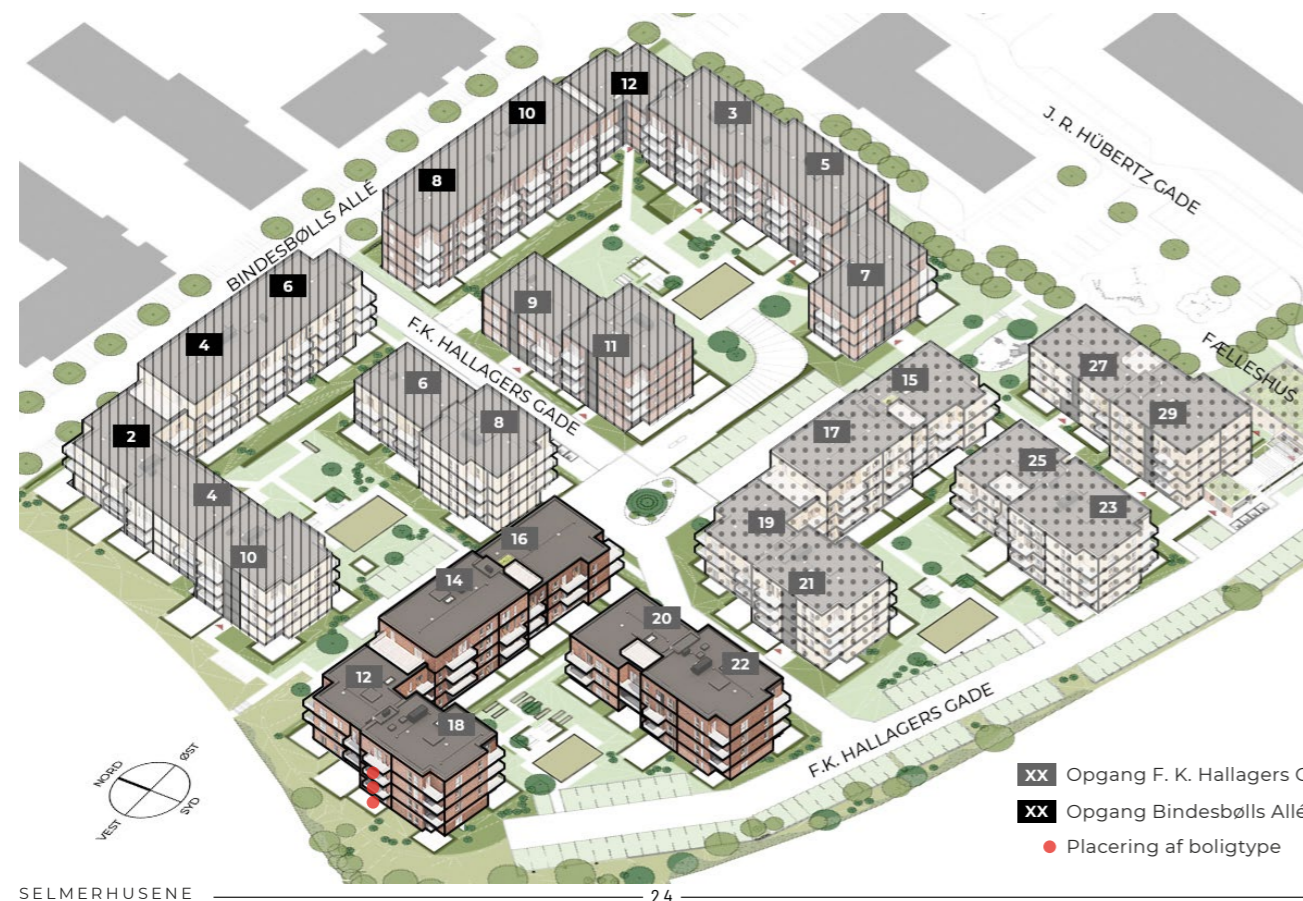 12
10
3
J. R. HÜBERTZ GADE
5
8
BINDESBØLLS ALLÉ
7
6
9
F.K. HALLAGERS GADE
11
4
FÆLLESHUS
27
15
6
29
8
17
2
25
4
23
19
10
16
21
14
20
22
12
18
F.K. HALLAGERS GADE
NORD
ØST
VEST
SYD
XX Opgang F. K. Hallagers G
XX Opgang Bindesbølls Allé
Placering af boligtype
SELMERHUSENE 24